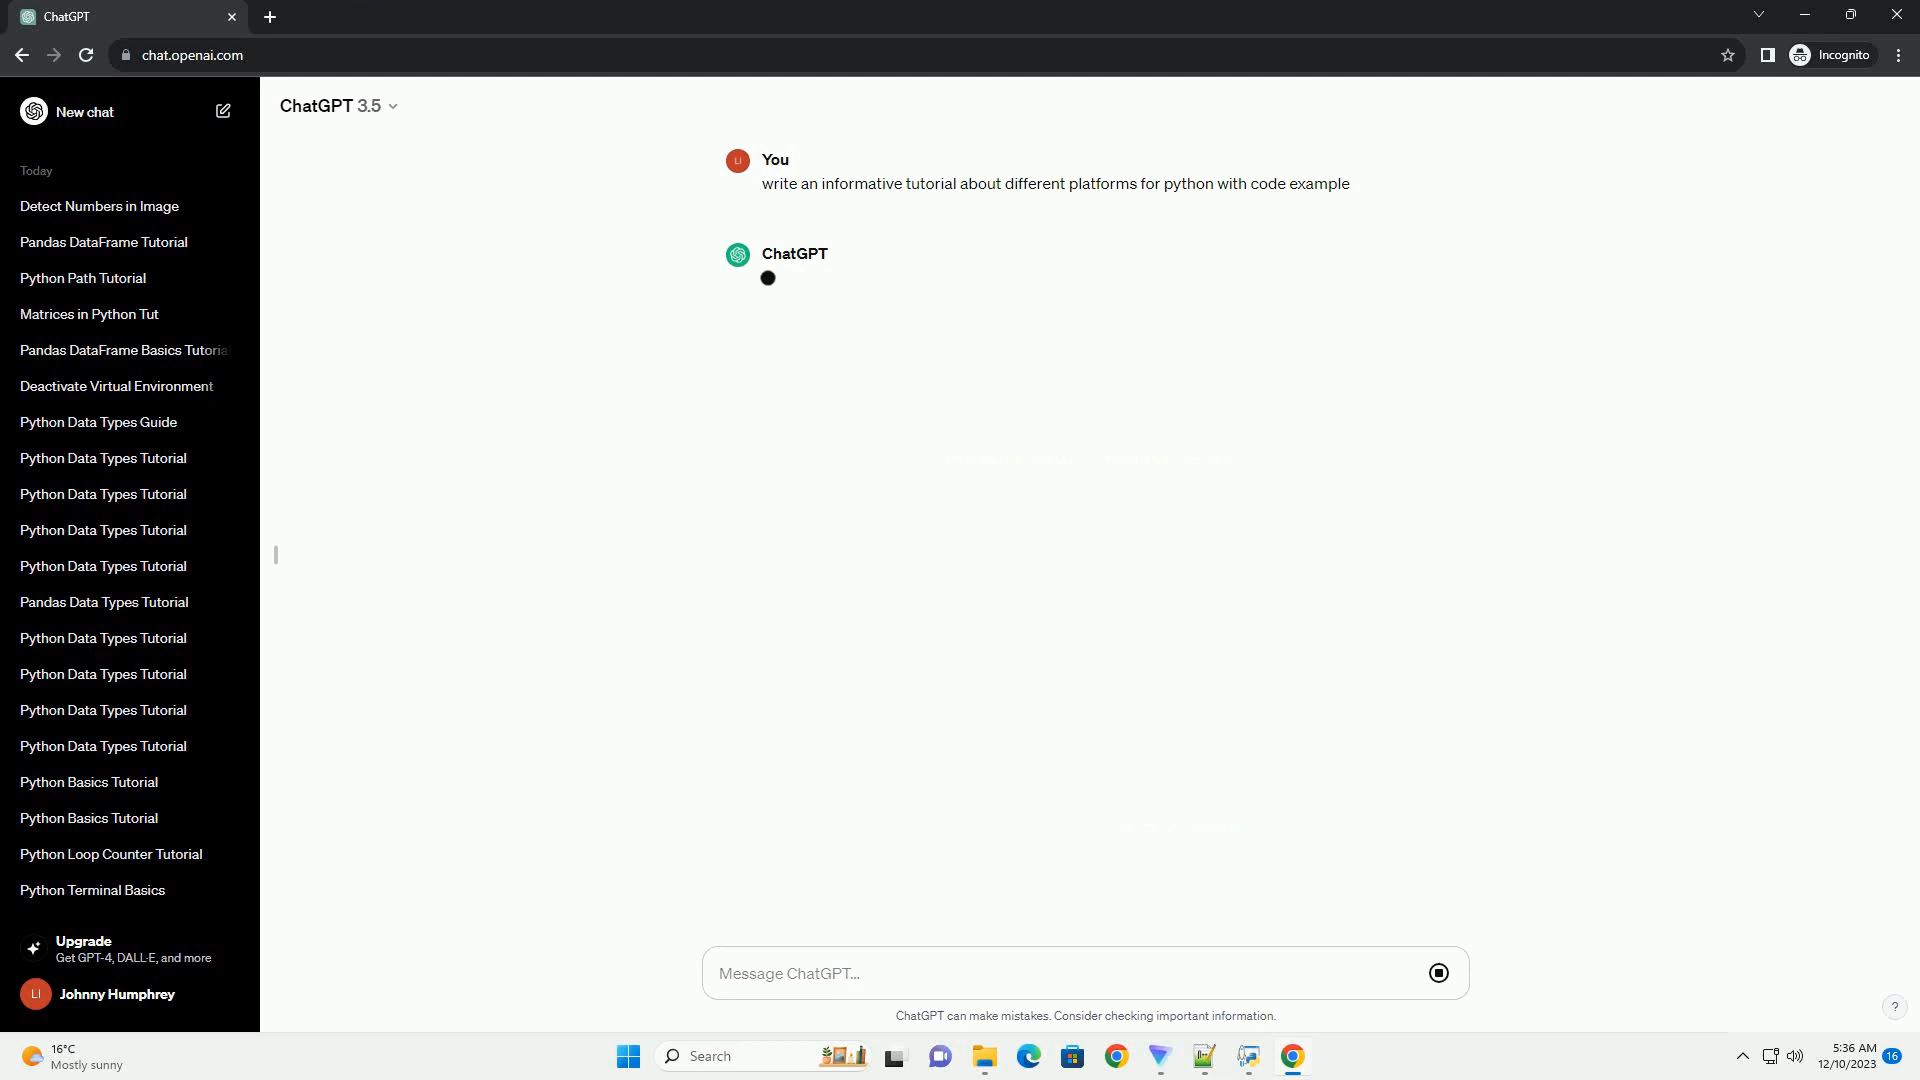 ChatGPT
chat.openai.com
Incognito
New chat
Today
Detect Numbers in Image
Pandas DataFrame Tutorial
Python Path Tutorial
Matrices in Python Tut
Pandas DataFrame Basics Tutoria
Deactivate Virtual Environment
Python Data Types Guide
Python Data Types Tutorial
Python Data Types Tutorial
Python Data Types Tutorial
Python Data Types Tutorial
Pandas Data Types Tutorial
Python Data Types Tutorial
Python Data Types Tutorial
Python Data Types Tutorial
Python Data Types Tutorial
Python Basics Tutorial
Python Basics Tutorial
Python Loop Counter Tutorial
Python Terminal Basics
Upgrade
Get GPT-4, DALL·E, and more
LI Johnny Humphrey
ChatGPT 3.5
LI You
write an informative tutorial about different platforms for python with code example
ChatGPT
Message ChatGPT...
ChatGPT can make mistakes. Consider checking important information.
?
16°C
Mostly sunny
Search
5:36 AM
12/10/2023
16